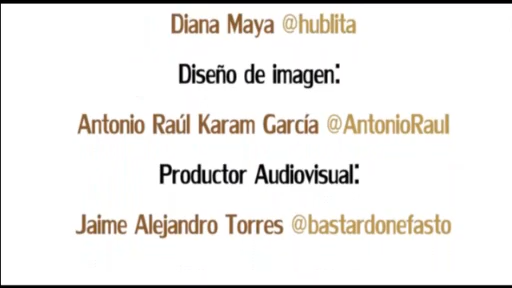 Diana Maya @hublita
Diseño de imagen:
Antonio Raúl Karam García @AntonioRaul
Productor Audiovisual:
Jaime Alejandro Torres @bastardonefasto